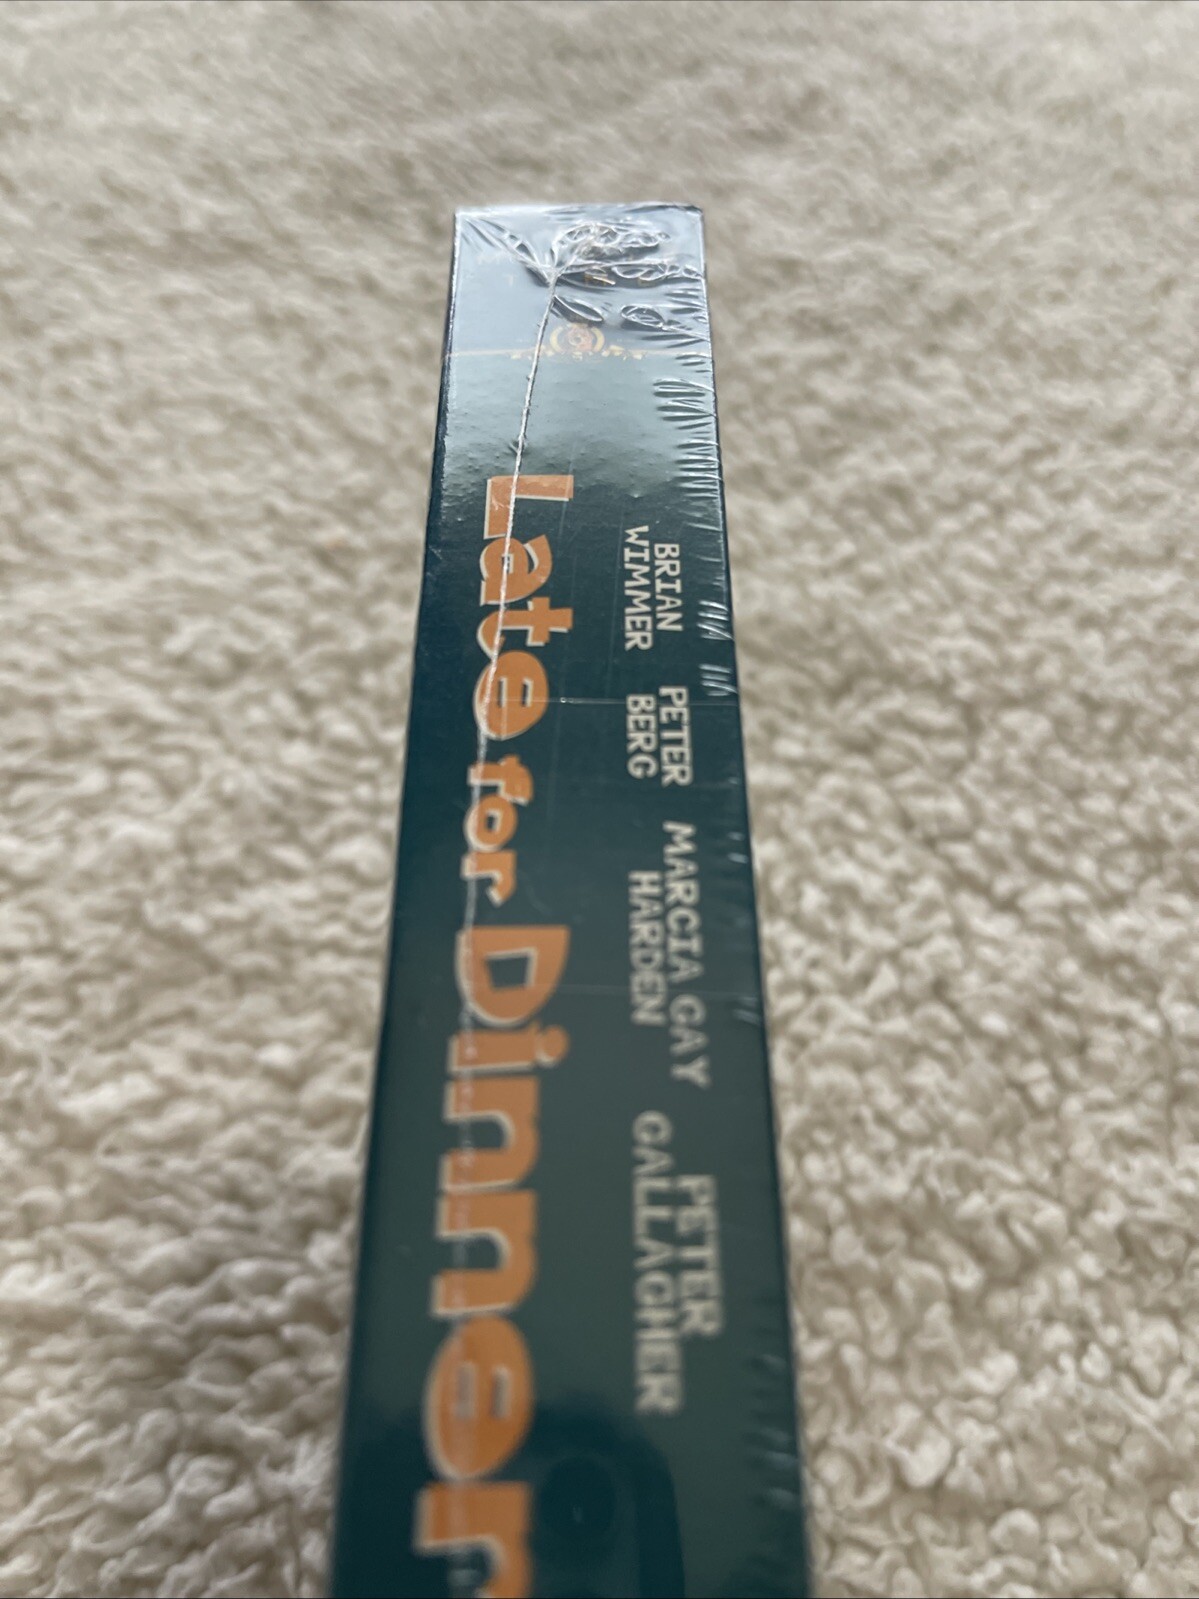 BRIAN
WIMMER
PETER
BERG
MARCIA GAY
HARDEN
PETER
GALLAGHER
Late for Dinner